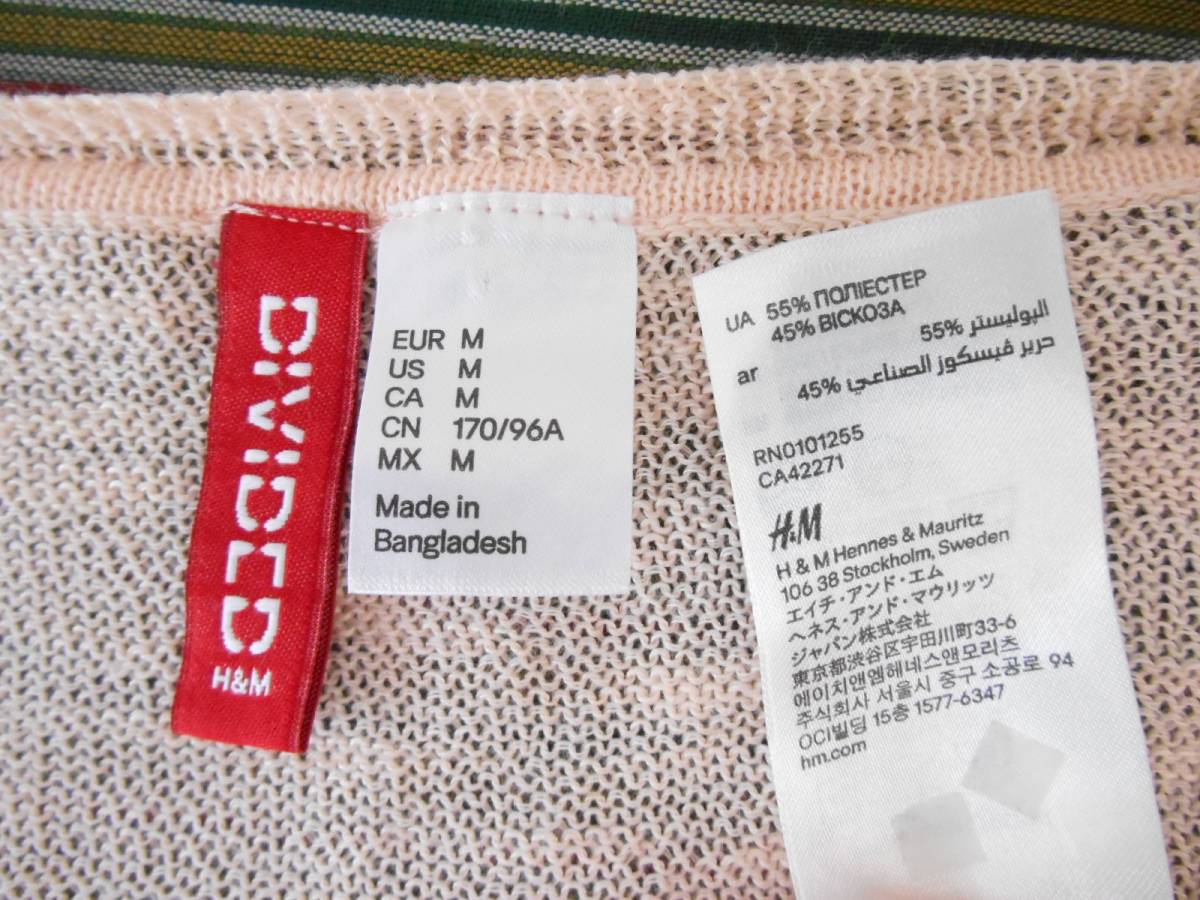 DIVIDED
H&M
EUR M
US M
CA M
CN 170/96A
MX M
Made in
Bangladesh
UA 55% ПОЛІЕСТЕР
45% ВІСКОЗА
ar البوليستر 55%
حرير ڤيسكوز الصناعي 45%
RN0101255
CA42271
H&M
H & M Hennes & Mauritz
106 38 Stockholm, Sweden
エイチ・アンド・エム
ヘネス・アンド・マウリッツ
ジャパン株式会社
東京都渋谷区宇田川町33-6
에이치앤엠헤네스앤모리츠
주식회사 서울시 중구 소공로 94
OCI빌딩 15층 1577-6347
hm.com